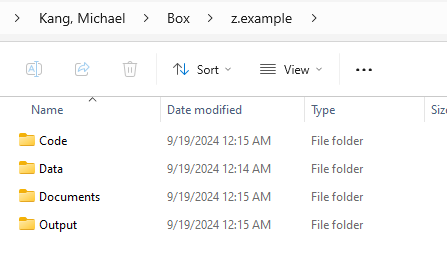 Kang, Michael > Box > z.example >
Sort View ...
Name Date modified Type Siz
Code 9/19/2024 12:15 AM File folder
Data 9/19/2024 12:14 AM File folder
Documents 9/19/2024 12:15 AM File folder
Output 9/19/2024 12:15 AM File folder